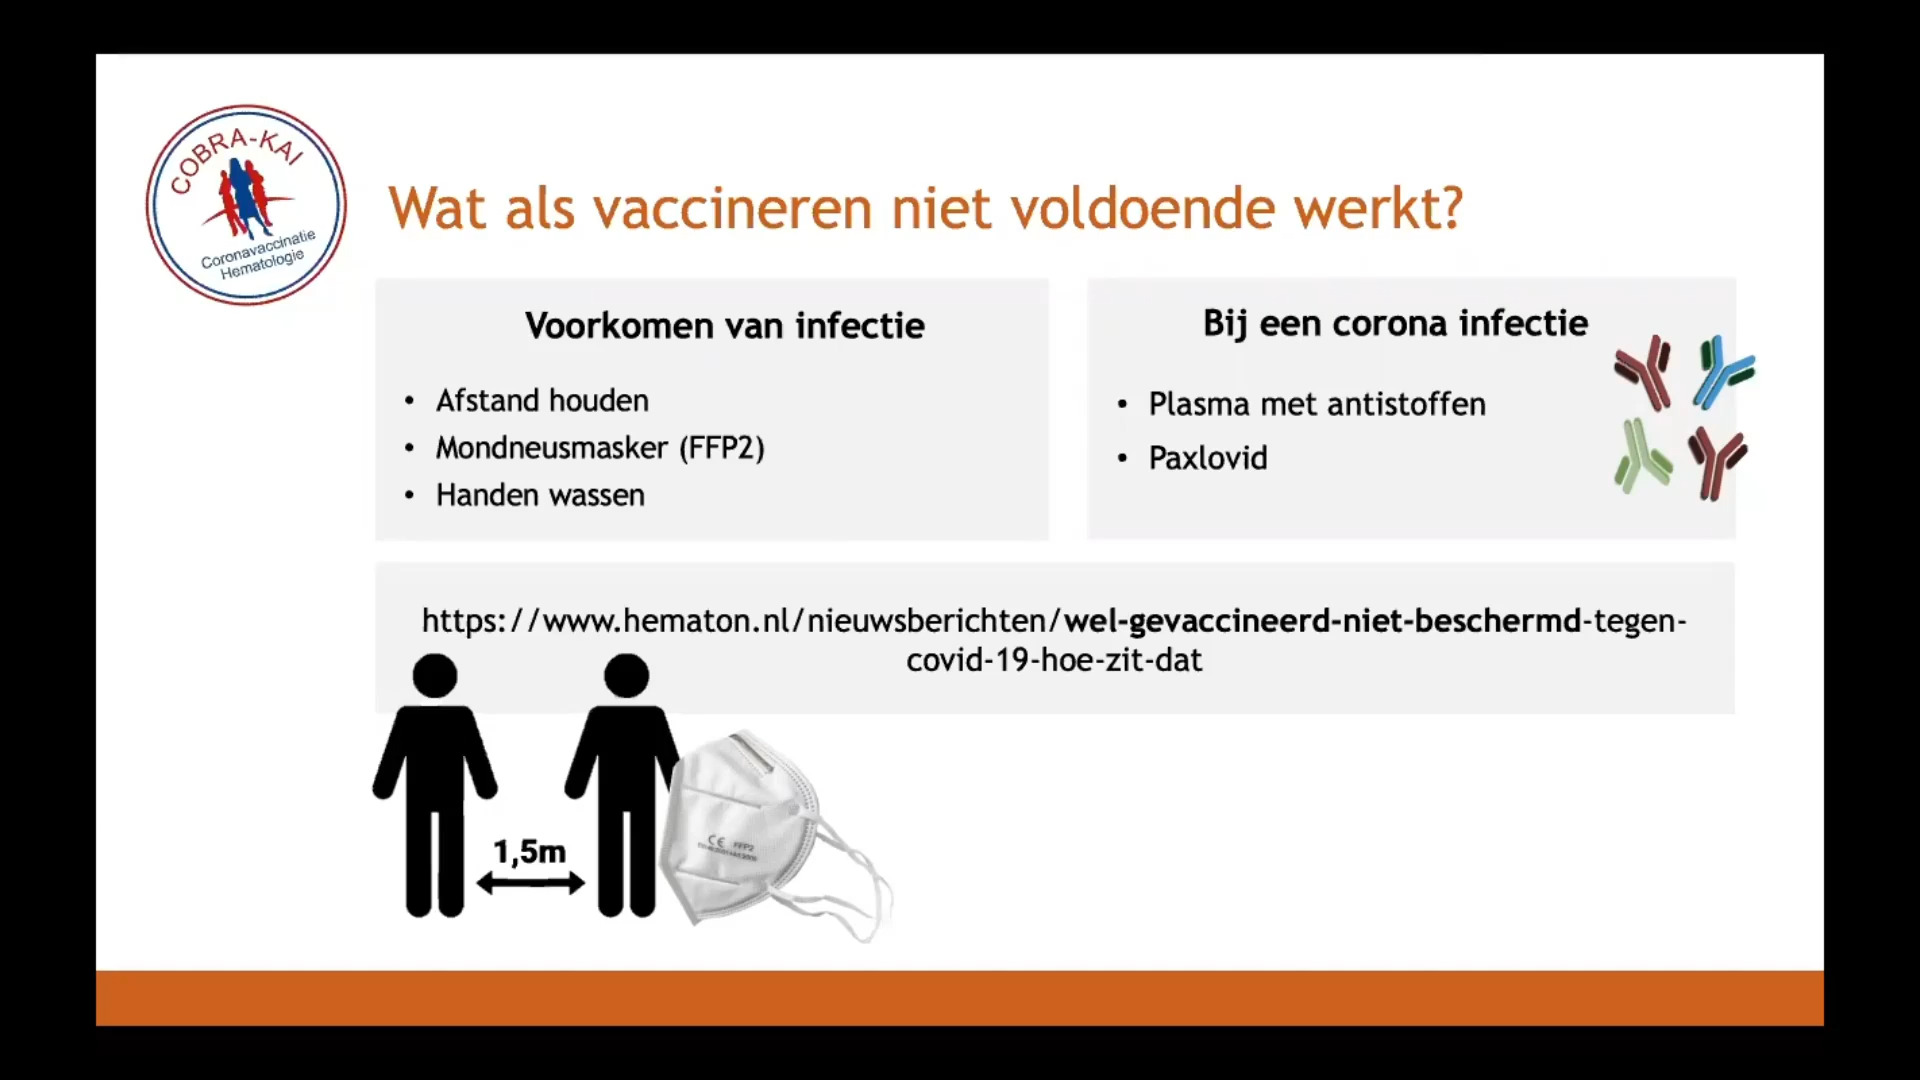 COBRA-KAI
Coronavaccinatie
Hematologie
Wat als vaccineren niet voldoende werkt?
Voorkomen van infectie
• Afstand houden
• Mondneusmasker (FFP2)
• Handen wassen
Bij een corona infectie
• Plasma met antistoffen
• Paxlovid
https://www.hematon.nl/nieuwsberichten/wel-gevaccineerd-niet-beschermd-tegen-
covid-19-hoe-zit-dat
1,5m
CE FFP2